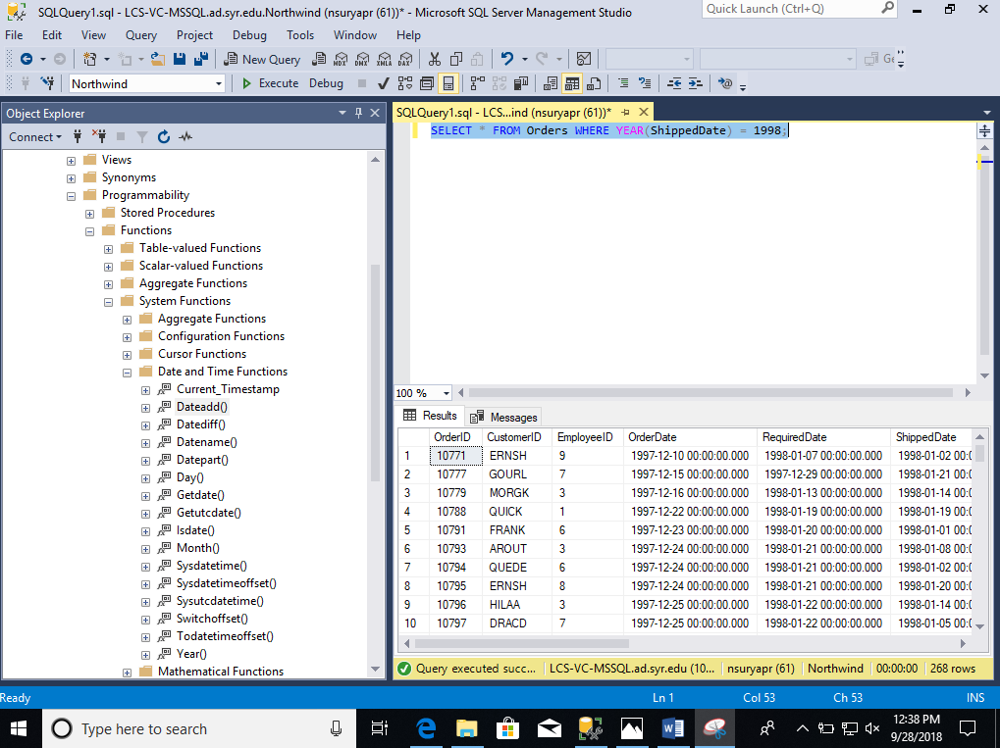 SQLQuery1.sql - LCS-VC-MSSQL.ad.syr.edu.Northwind (nsuryapr (61))* - Microsoft SQL Server Management Studio
Quick Launch (Ctrl+Q)
File Edit View Query Project Debug Tools Window Help
New Query MDX DMX XMLA DAX
Northwind Execute Debug
Object Explorer
Connect
Views
Synonyms
Programmability
Stored Procedures
Functions
Table-valued Functions
Scalar-valued Functions
Aggregate Functions
System Functions
Aggregate Functions
Configuration Functions
Cursor Functions
Date and Time Functions
Current_Timestamp
Dateadd()
Datediff()
Datename()
Datepart()
Day()
Getdate()
Getutcdate()
Isdate()
Month()
Sysdatetime()
Sysdatetimeoffset()
Sysutcdatetime()
Switchoffset()
Todatetimeoffset()
Year()
Mathematical Functions
SQLQuery1.sql - LCS...ind (nsuryapr (61))*
SELECT * FROM Orders WHERE YEAR(ShippedDate) = 1998;
100 %
Results Messages
OrderID CustomerID EmployeeID OrderDate RequiredDate ShippedDate
1 10771 ERNSH 9 1997-12-10 00:00:00.000 1998-01-07 00:00:00.000 1998-01-02 00:0
2 10777 GOURL 7 1997-12-15 00:00:00.000 1997-12-29 00:00:00.000 1998-01-21 00:0
3 10779 MORGK 3 1997-12-16 00:00:00.000 1998-01-13 00:00:00.000 1998-01-14 00:0
4 10788 QUICK 1 1997-12-22 00:00:00.000 1998-01-19 00:00:00.000 1998-01-19 00:0
5 10791 FRANK 6 1997-12-23 00:00:00.000 1998-01-20 00:00:00.000 1998-01-01 00:0
6 10793 AROUT 3 1997-12-24 00:00:00.000 1998-01-21 00:00:00.000 1998-01-08 00:0
7 10794 QUEDE 6 1997-12-24 00:00:00.000 1998-01-21 00:00:00.000 1998-01-02 00:0
8 10795 ERNSH 8 1997-12-24 00:00:00.000 1998-01-21 00:00:00.000 1998-01-20 00:0
9 10796 HILAA 3 1997-12-25 00:00:00.000 1998-01-22 00:00:00.000 1998-01-14 00:0
10 10797 DRACD 7 1997-12-25 00:00:00.000 1998-01-22 00:00:00.000 1998-01-05 00:0
Query executed succ... LCS-VC-MSSQL.ad.syr.edu (10... nsuryapr (61) Northwind 00:00:00 268 rows
Ready Ln 1 Col 53 Ch 53 INS
Type here to search
12:38 PM
9/28/2018